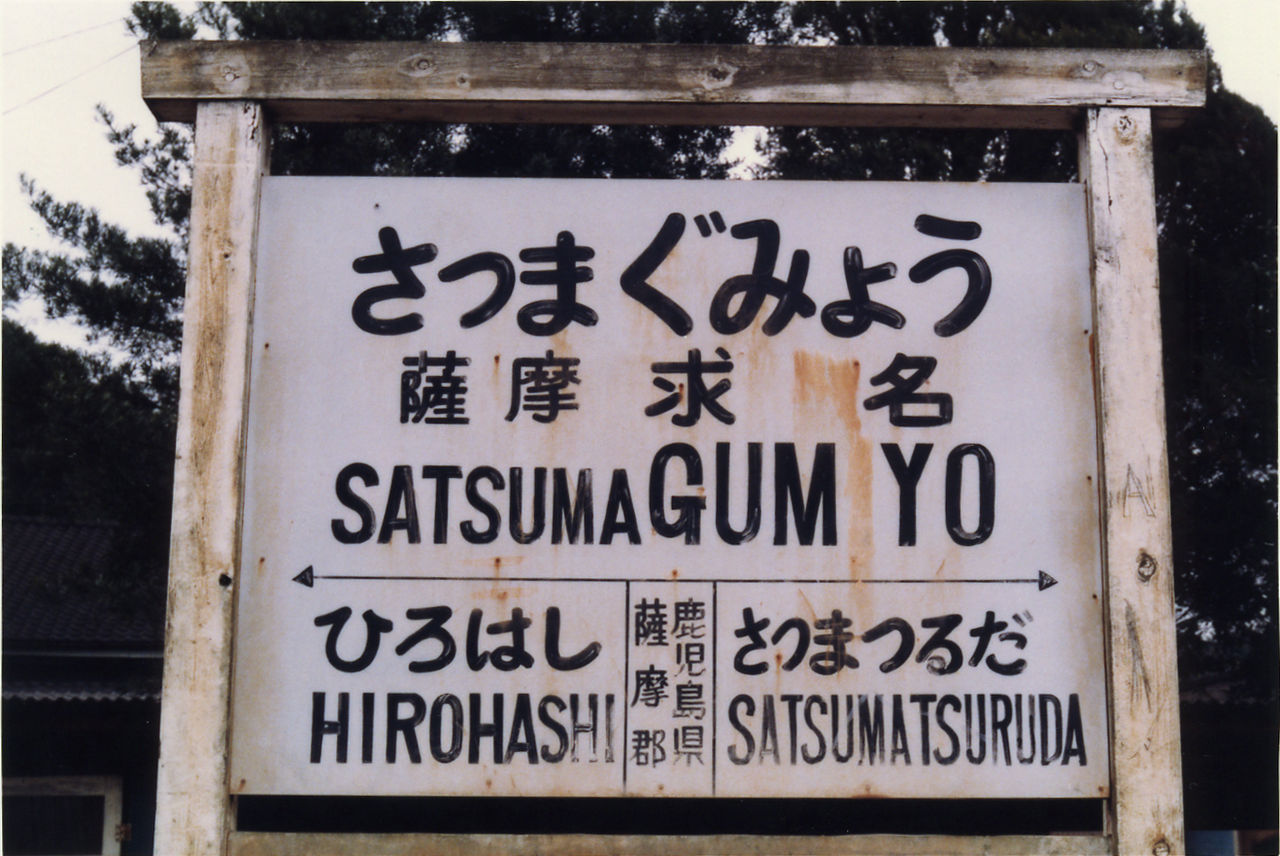 さつまぐみょう
薩摩求名
SATSUMAGUMYO
ひろはし
HIROHASHI
鹿児島県
薩摩郡
さつまつるだ
SATSUMATSURUDA
A